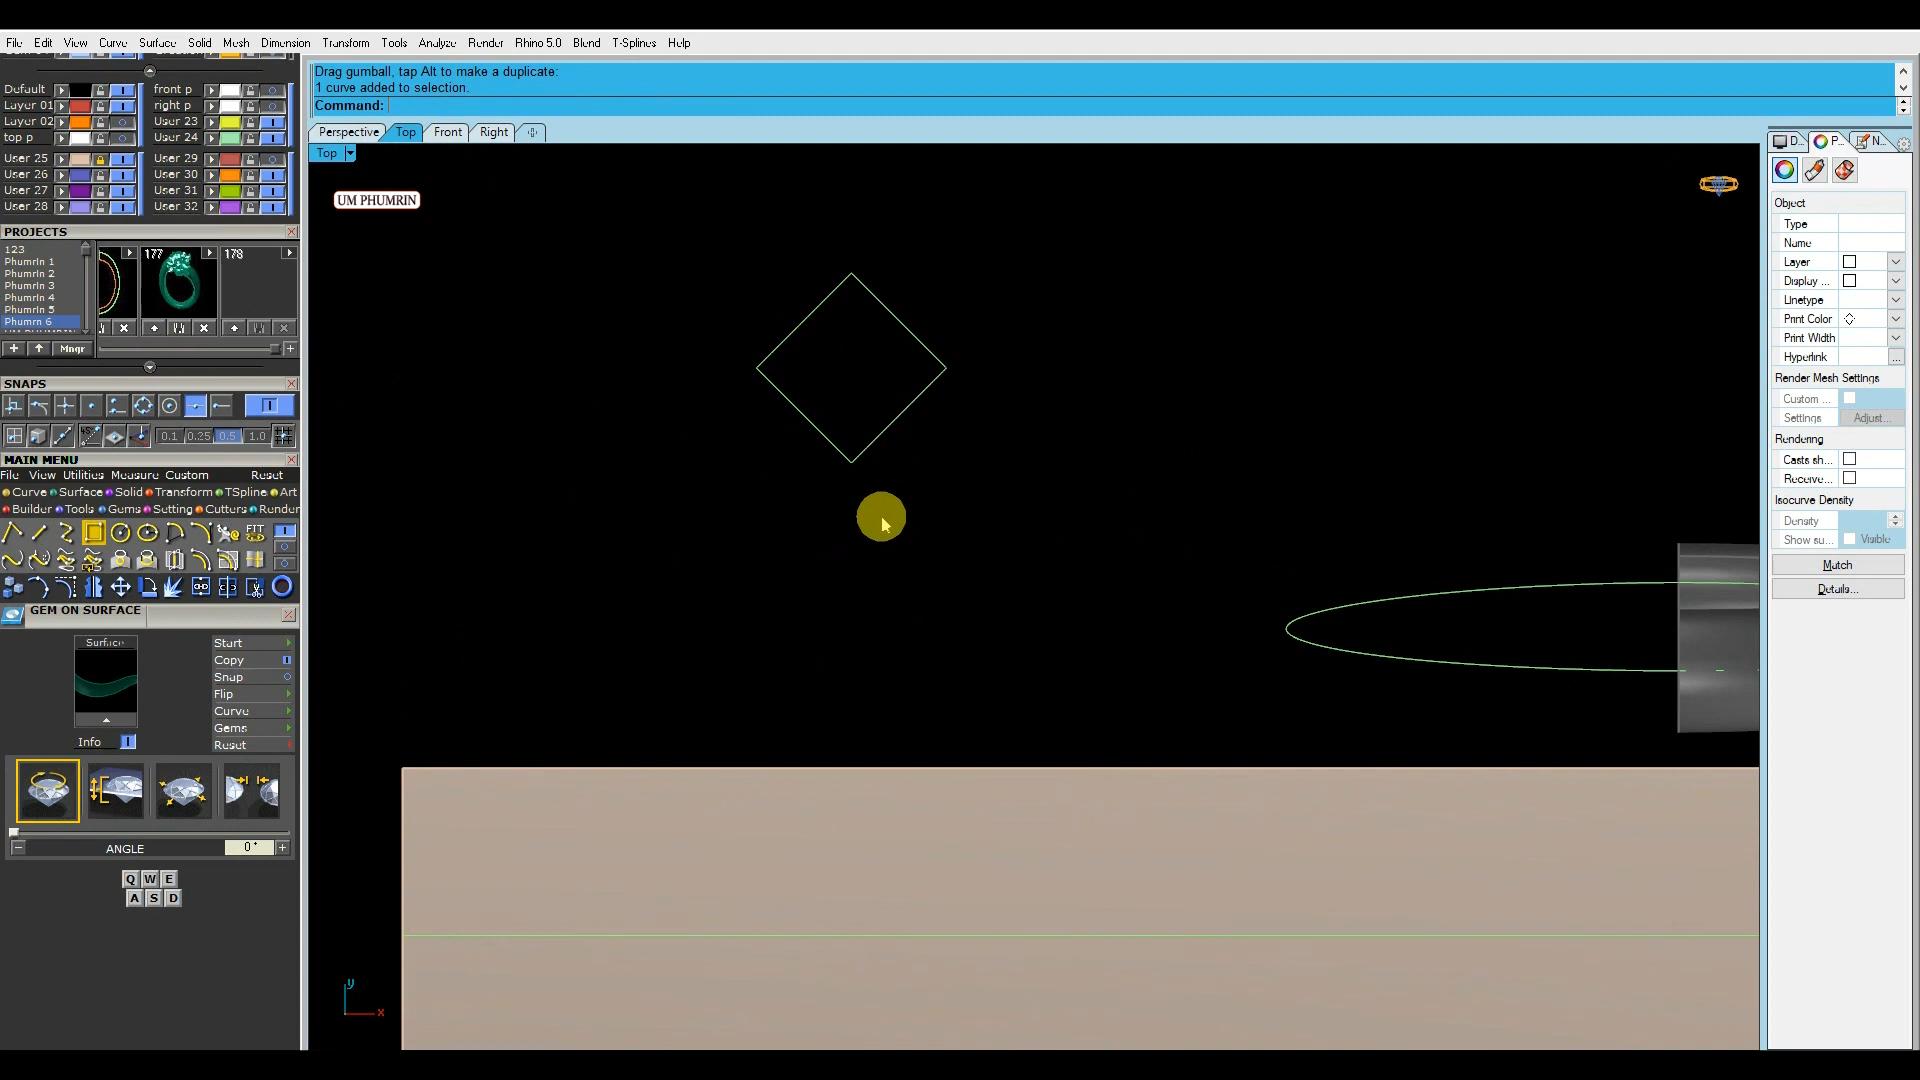 File Edit View Curve Surface Solid Mesh Dimension Transform Tools Analyze Render Rhino 5.0 Blend T-Splines Help
Drag gumball, tap Alt to make a duplicate:
1 curve added to selection.
Command:
Perspective Top Front Right
Top
UM PHUMRIN
Default front p
Layer 01 right p
Layer 02 User 23
top p User 24
User 25 User 29
User 26 User 30
User 27 User 31
User 28 User 32
PROJECTS
123
Phumrin 1
Phumrin 2
Phumrin 3
Phumrin 4
Phumrin 5
Phumrn 6
177 178
Mngr
SNAPS
0.1 0.25 0.5 1.0
MAIN MENU
File View Utilities Measure Custom Reset
Curve Surface Solid Transform TSpline Art
Builder Tools Gems Setting Cutters Render
FIT
GEM ON SURFACE
Surface
Start
Copy
Snap
Flip
Curve
Gems
Reset
Info
ANGLE 0°
Q W E
A S D
y
x
D... P... N...
Object
Type
Name
Layer
Display ...
Linetype
Print Color
Print Width
Hyperlink ...
Render Mesh Settings
Custom ...
Settings Adjust...
Rendering
Casts sh...
Receive...
Isocurve Density
Density
Show su... Visible
Match
Details...